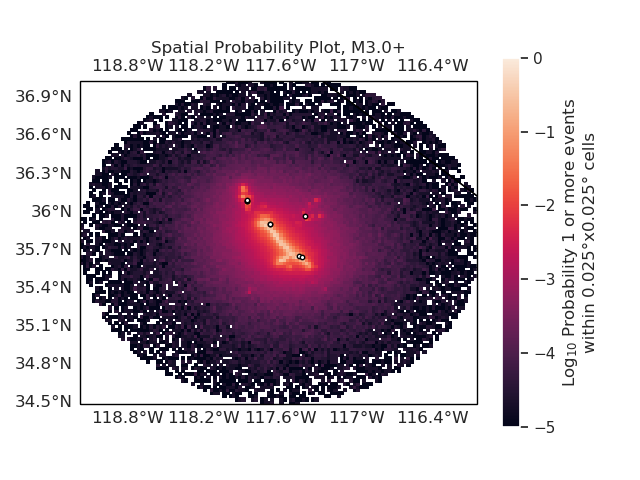 Spatial Probability Plot, M3.0+
118.8°W 118.2°W 117.6°W 117°W 116.4°W
36.9°N
36.6°N
36.3°N
36°N
35.7°N
35.4°N
35.1°N
34.8°N
34.5°N
118.8°W 118.2°W 117.6°W 117°W 116.4°W
0
−1
−2
−3
−4
−5
Log₁₀ Probability 1 or more events
within 0.025°x0.025° cells